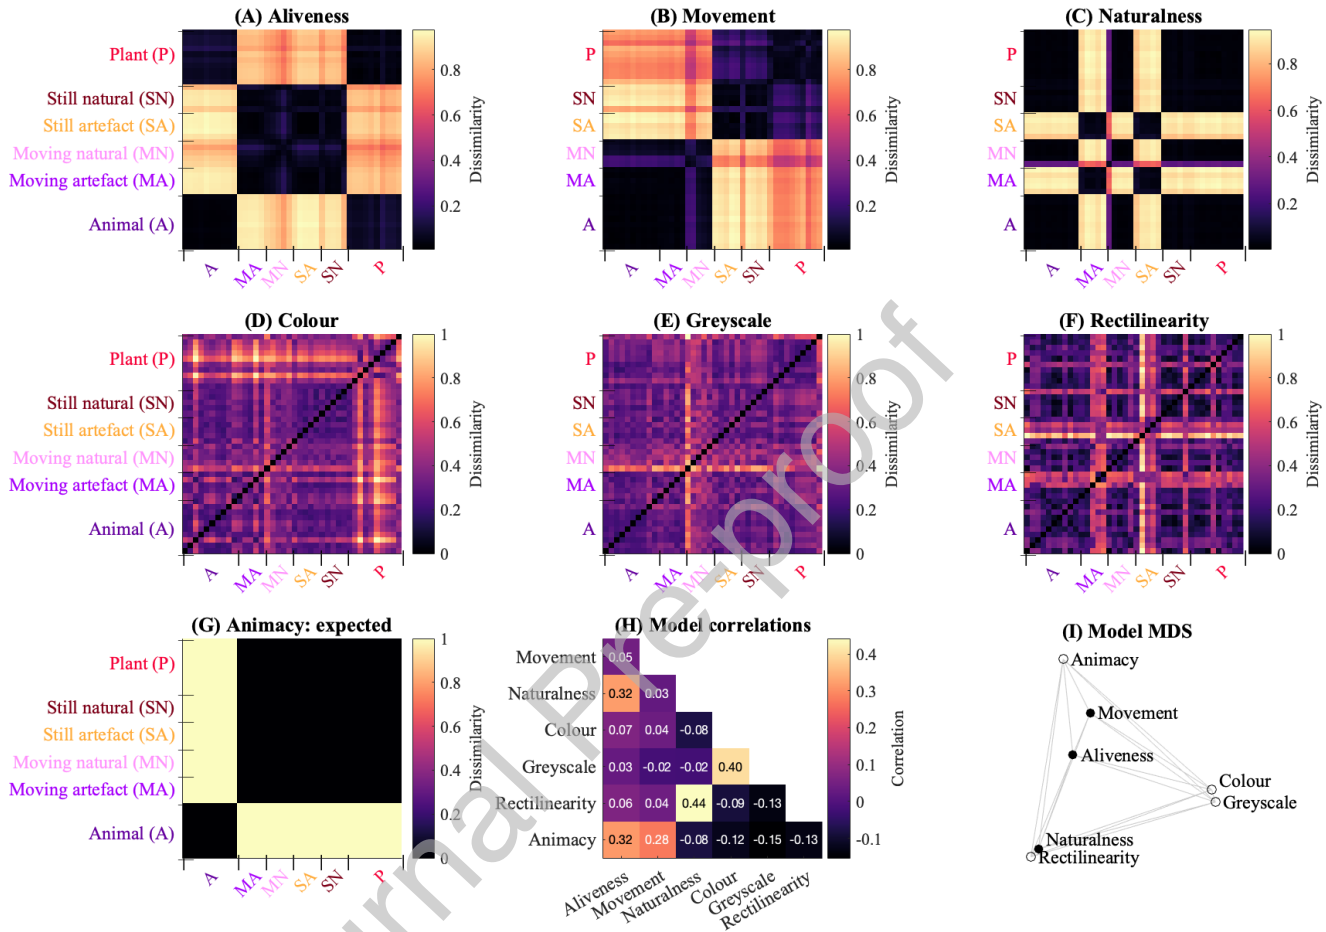 (A) Aliveness
Plant (P)
Still natural (SN)
Still artefact (SA)
Moving natural (MN)
Moving artefact (MA)
Animal (A)
A
MA
MN
SA
SN
P
0.8
0.6
0.4
0.2
Dissimilarity
(B) Movement
P
SN
SA
MN
MA
A
A
MA
MN
SA
SN
P
0.8
0.6
0.4
0.2
Dissimilarity
(C) Naturalness
P
SN
SA
MN
MA
A
A
MA
MN
SA
SN
P
0.8
0.6
0.4
0.2
Dissimilarity
(D) Colour
Plant (P)
Still natural (SN)
Still artefact (SA)
Moving natural (MN)
Moving artefact (MA)
Animal (A)
A
MA
MN
SA
SN
P
1
0.8
0.6
0.4
0.2
0
Dissimilarity
(E) Greyscale
P
SN
SA
MN
MA
A
A
MA
MN
SA
SN
P
1
0.8
0.6
0.4
0.2
0
Dissimilarity
(F) Rectilinearity
P
SN
SA
MN
MA
A
A
MA
MN
SA
SN
P
1
0.8
0.6
0.4
0.2
0
Dissimilarity
(G) Animacy: expected
Plant (P)
Still natural (SN)
Still artefact (SA)
Moving natural (MN)
Moving artefact (MA)
Animal (A)
A
MA
MN
SA
SN
P
1
0.8
0.6
0.4
0.2
0
Dissimilarity
(H) Model correlations
Movement 0.05
Naturalness 0.32 0.03
Colour 0.07 0.04 -0.08
Greyscale 0.03 -0.02 -0.02 0.40
Rectilinearity 0.06 0.04 0.44 -0.09 -0.13
Animacy 0.32 0.28 -0.08 -0.12 -0.15 -0.13
Aliveness
Movement
Naturalness
Colour
Greyscale
Rectilinearity
0.4
0.3
0.2
0.1
0
-0.1
Correlation
(I) Model MDS
Animacy
Movement
Aliveness
Colour
Greyscale
Naturalness
Rectilinearity
urnal Pre-proof